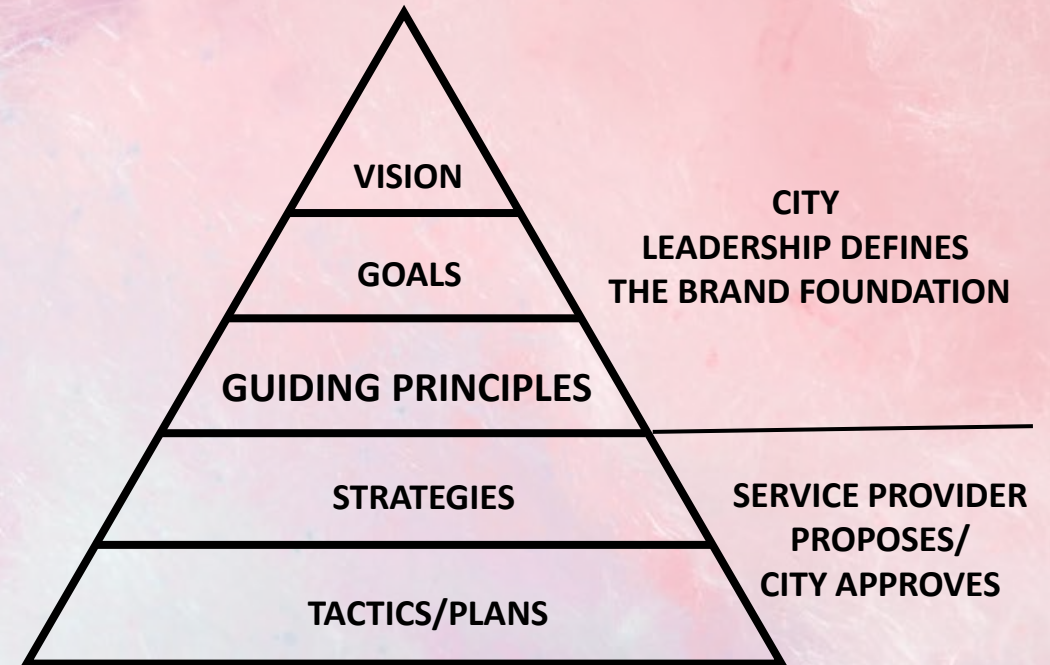 VISION
GOALS
GUIDING PRINCIPLES
STRATEGIES
TACTICS/PLANS
CITY
LEADERSHIP DEFINES
THE BRAND FOUNDATION
SERVICE PROVIDER
PROPOSES/
CITY APPROVES